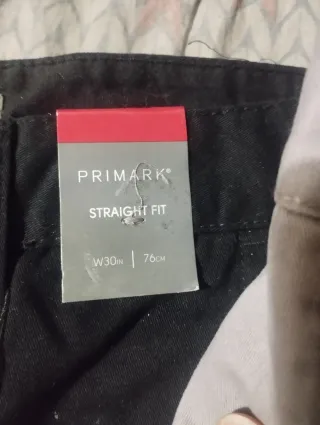 PRIMARK®
STRAIGHT FIT
W30IN | 76CM